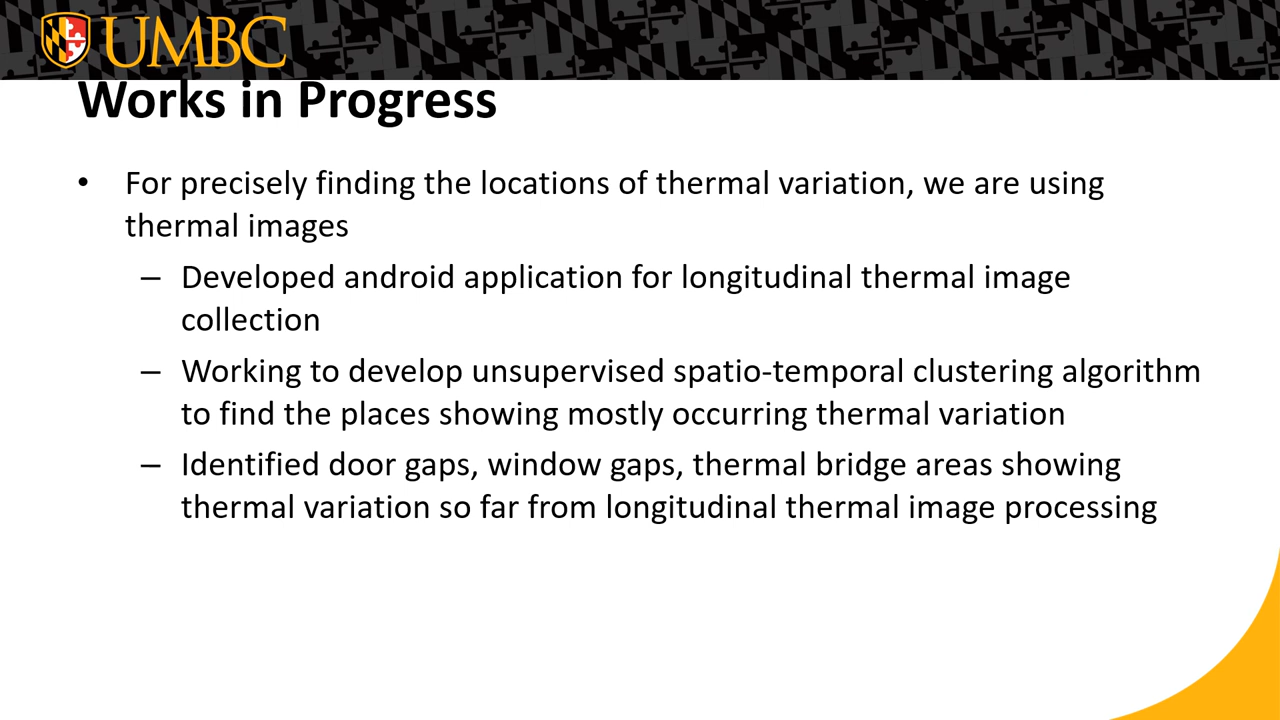 UMBC
Works in Progress
• For precisely finding the locations of thermal variation, we are using
thermal images
– Developed android application for longitudinal thermal image
collection
– Working to develop unsupervised spatio-temporal clustering algorithm
to find the places showing mostly occurring thermal variation
– Identified door gaps, window gaps, thermal bridge areas showing
thermal variation so far from longitudinal thermal image processing